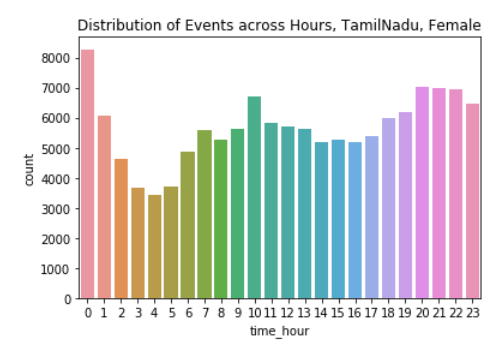 Distribution of Events across Hours, TamilNadu, Female
8000
7000
6000
5000
4000
3000
2000
1000
0
count
0 1 2 3 4 5 6 7 8 9 10 11 12 13 14 15 16 17 18 19 20 21 22 23
time_hour